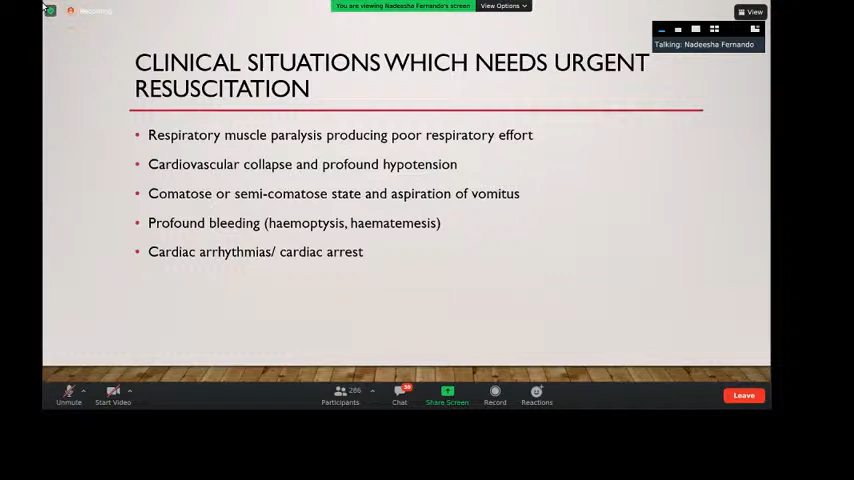 Recording
You are viewing Nadeesha Fernando's screen
View Options
View
Talking: Nadeesha Fernando
CLINICAL SITUATIONS WHICH NEEDS URGENT
RESUSCITATION
• Respiratory muscle paralysis producing poor respiratory effort
• Cardiovascular collapse and profound hypotension
• Comatose or semi-comatose state and aspiration of vomitus
• Profound bleeding (haemoptysis, haematemesis)
• Cardiac arrhythmias/ cardiac arrest
Unmute
Start Video
286
Participants
30
Chat
Share Screen
Record
Reactions
Leave